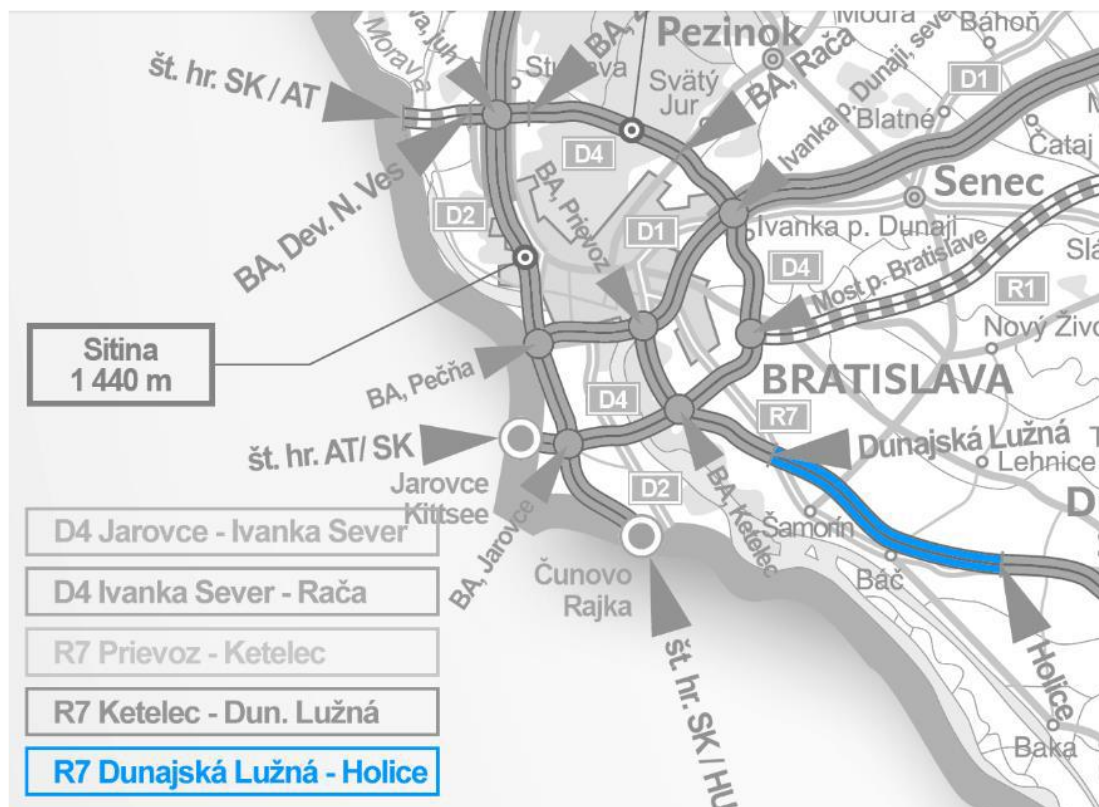 Pezinok
Modra
Báhoň
D1
Svätý
Jur
BA, Rača
Ivanka p. Dunaji, sever
Blatné
Čataj
Morava
št. hr. SK / AT
D4
Senec
BA, Dev. N. Ves
D2
BA, Prievoz
D1
Ivanka p. Dunaji
D4
Most p. Bratislave
R1
Sitina
1 440 m
BA, Pečňa
BRATISLAVA
D4
R7
Dunajská Lužná
Lehnice
št. hr. AT/ SK
Jarovce
Kittsee
D2
BA, Ketelec
BA, Jarovce
Šamorín
Báč
Čunovo
Rajka
Holice
št. hr. SK / HU
Baka
D4 Jarovce - Ivanka Sever
D4 Ivanka Sever - Rača
R7 Prievoz - Ketelec
R7 Ketelec - Dun. Lužná
R7 Dunajská Lužná - Holice